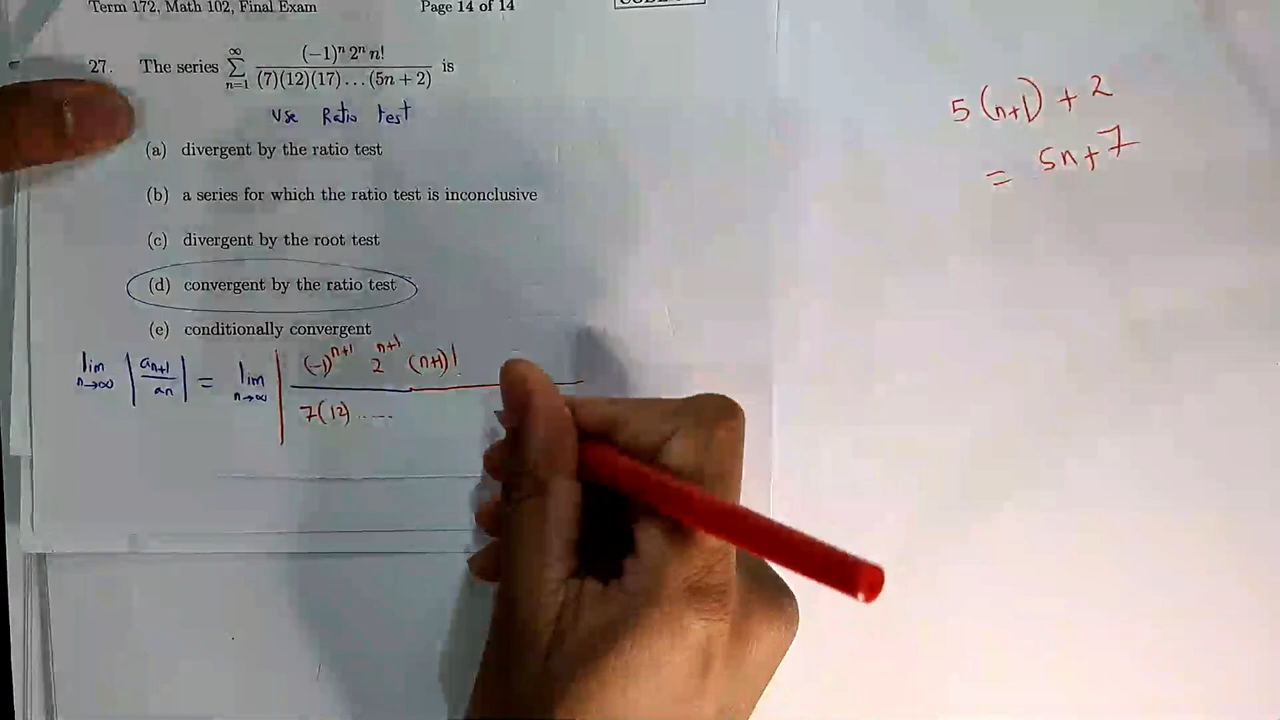 Term 172, Math 102, Final Exam Page 14 of 14
27. The series ∑_{n=1}^{∞} \frac{(-1)^n 2^n n!}{(7)(12)(17)...(5n + 2)} is
Use Ratio test
(a) divergent by the ratio test
(b) a series for which the ratio test is inconclusive
(c) divergent by the root test
(d) convergent by the ratio test
(e) conditionally convergent
lim_{n→∞} |\frac{a_{n+1}}{a_n}| = lim_{n→∞} | \frac{(-1)^{n+1} 2^{n+1} (n+1)!}{7(12).....}
5(n+1) + 2
= 5n+7